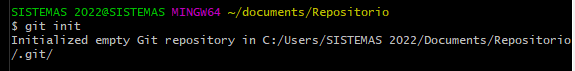 SISTEMAS 2022@SISTEMAS MINGW64 ~/documents/Repositorio
$ git init
Initialized empty Git repository in C:/Users/SISTEMAS 2022/Documents/Repositorio
/.git/